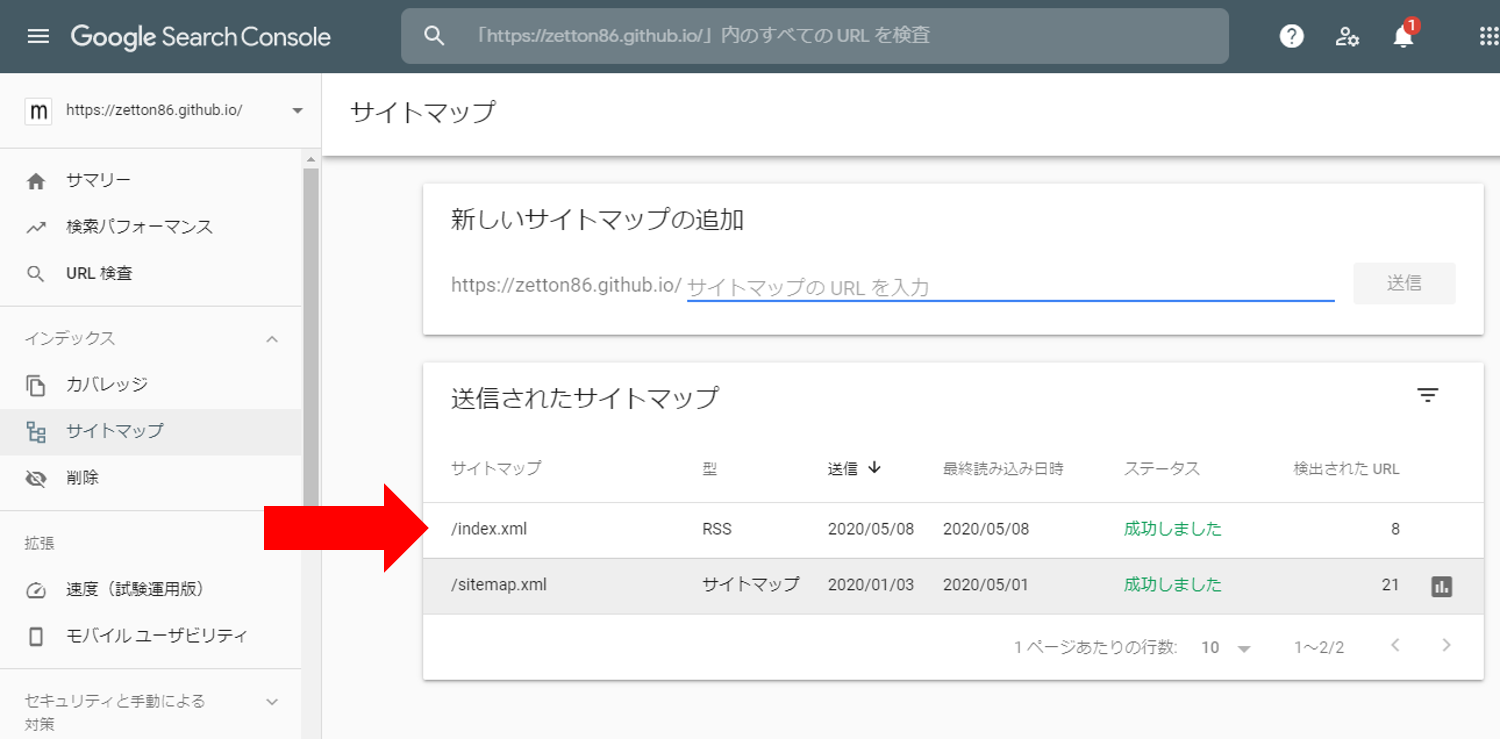 Google Search Console
「https://zetton86.github.io/」内のすべての URL を検査
1
m
https://zetton86.github.io/
サマリー
検索パフォーマンス
URL 検査
インデックス
カバレッジ
サイトマップ
削除
拡張
速度（試験運用版）
モバイル ユーザビリティ
セキュリティと手動による
対策
サイトマップ
新しいサイトマップの追加
https://zetton86.github.io/ サイトマップの URL を入力
送信
送信されたサイトマップ
サイトマップ 型 送信 最終読み込み日時 ステータス 検出された URL
/index.xml RSS 2020/05/08 2020/05/08 成功しました 8
/sitemap.xml サイトマップ 2020/01/03 2020/05/01 成功しました 21
1 ページあたりの行数: 10 1～2/2